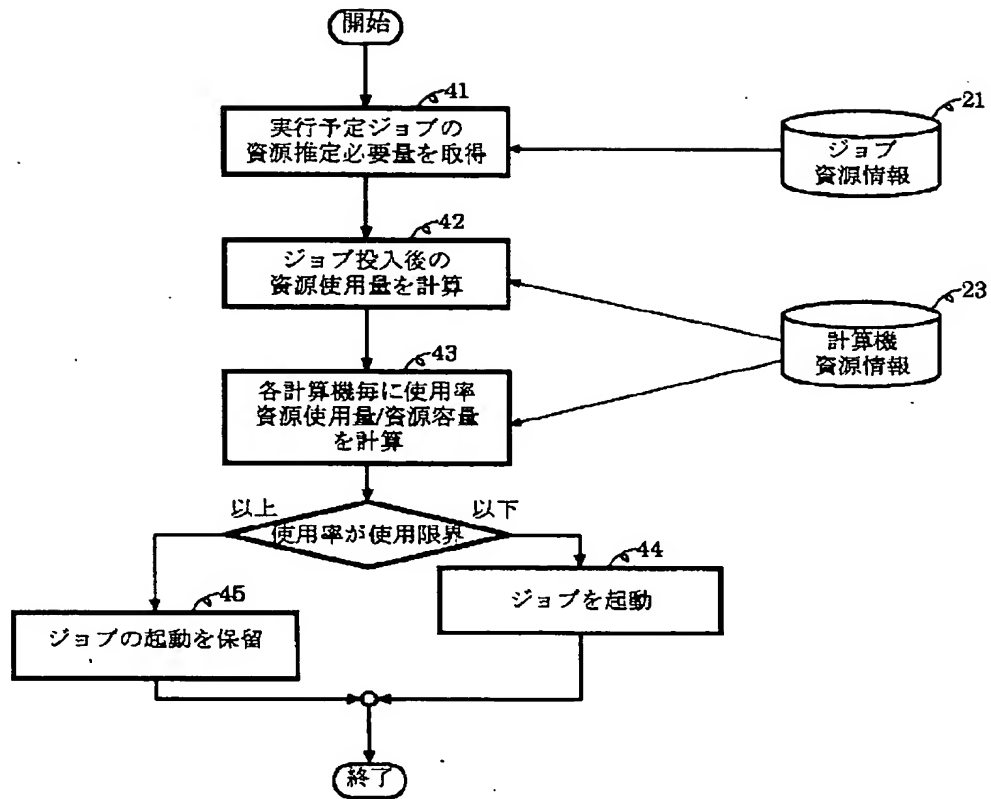 開始
41
実行予定ジョブの
資源推定必要量を取得
21
ジョブ
資源情報
42
ジョブ投入後の
資源使用量を計算
23
計算機
資源情報
43
各計算機毎に使用率
資源使用量/資源容量
を計算
以上
以下
使用率が使用限界
44
ジョブを起動
45
ジョブの起動を保留
終了